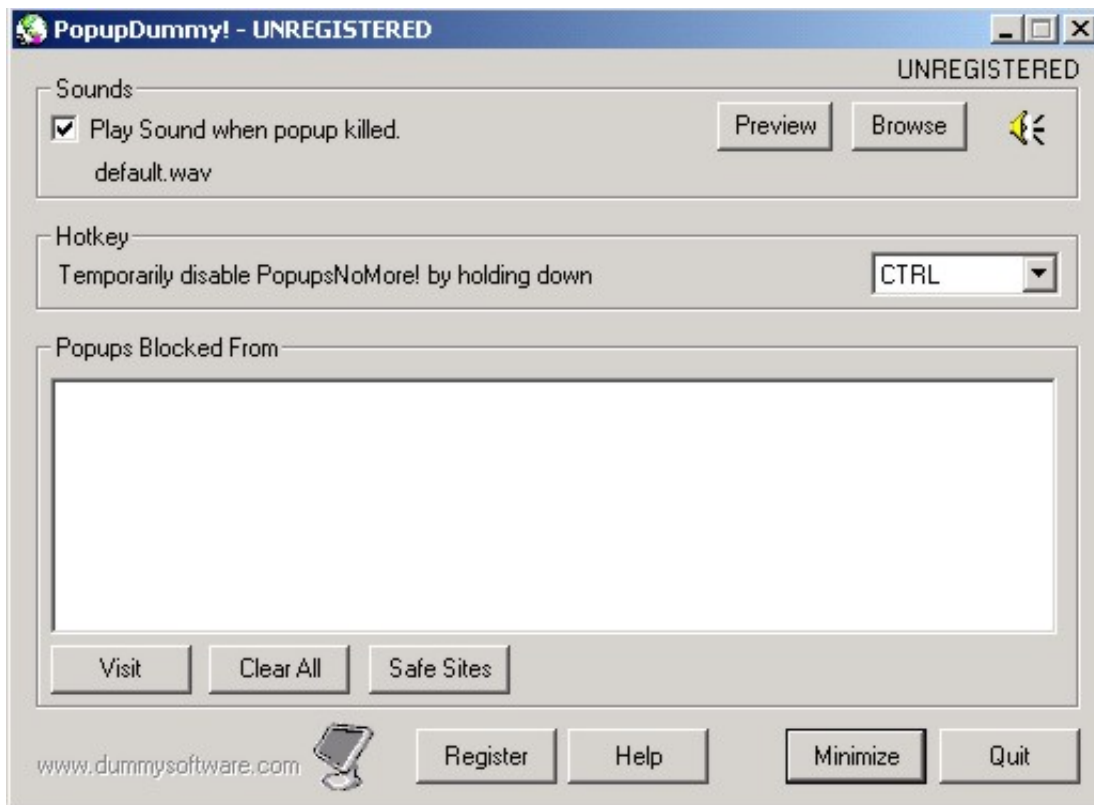 PopupDummy! - UNREGISTERED
UNREGISTERED
Sounds
Play Sound when popup killed.
Preview
Browse
default.wav
Hotkey
Temporarily disable PopupsNoMore! by holding down
CTRL
Popups Blocked From
Visit
Clear All
Safe Sites
www.dummysoftware.com
Register
Help
Minimize
Quit